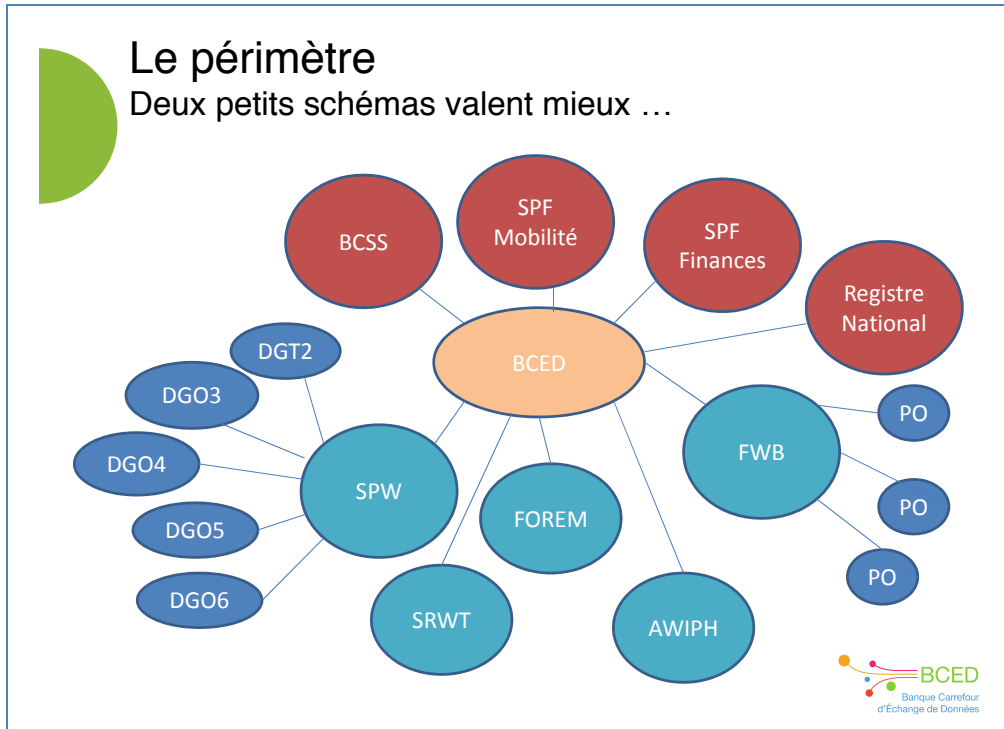 Le périmètre
Deux petits schémas valent mieux …
BCSS
SPF
Mobilité
SPF
Finances
Registre
National
BCED
DGT2
DGO3
DGO4
DGO5
DGO6
SPW
FOREM
SRWT
AWIPH
FWB
PO
PO
PO
BCED
Banque Carrefour
d'Échange de Données